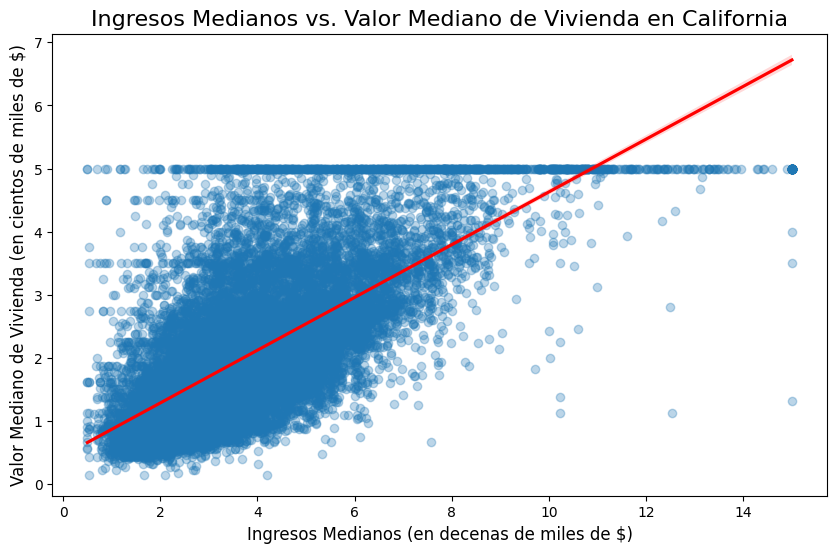 Ingresos Medianos vs. Valor Mediano de Vivienda en California
Valor Mediano de Vivienda (en cientos de miles de $)
7
6
5
4
3
2
1
0
0 2 4 6 8 10 12 14
Ingresos Medianos (en decenas de miles de $)